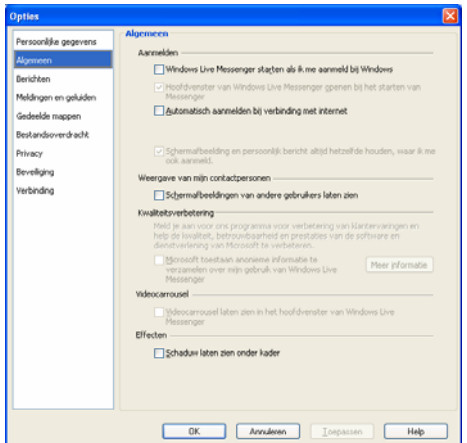 Opties
Persoonlijke gegevens
Algemeen
Berichten
Meldingen en geluiden
Gedeelde mappen
Bestandsoverdracht
Privacy
Beveiliging
Verbinding
Algemeen
Aanmelden
Windows Live Messenger starten als ik me aanmeld bij Windows
Hoofdvenster van Windows Live Messenger openen bij het starten van
Messenger
Automatisch aanmelden bij verbinding met internet
Schermafbeelding en persoonlijk bericht altijd hetzelfde houden, waar ik me
ook aanmeld.
Weergave van mijn contactpersonen
Schermafbeeldingen van andere gebruikers laten zien
Kwaliteitsverbetering
Meld je aan voor ons programma voor verbetering van klantervaringen en
help de kwaliteit, betrouwbaarheid en prestaties van de software en
dienstverlening van Microsoft te verbeteren.
Microsoft toestaan anonieme informatie te
verzamelen over mijn gebruik van Windows Live
Messenger
Meer informatie
Videocarrousel
Videocarrousel laten zien in het hoofdvenster van Windows Live
Messenger
Effecten
Schaduw laten zien onder kader
OK
Annuleren
Toepassen
Help